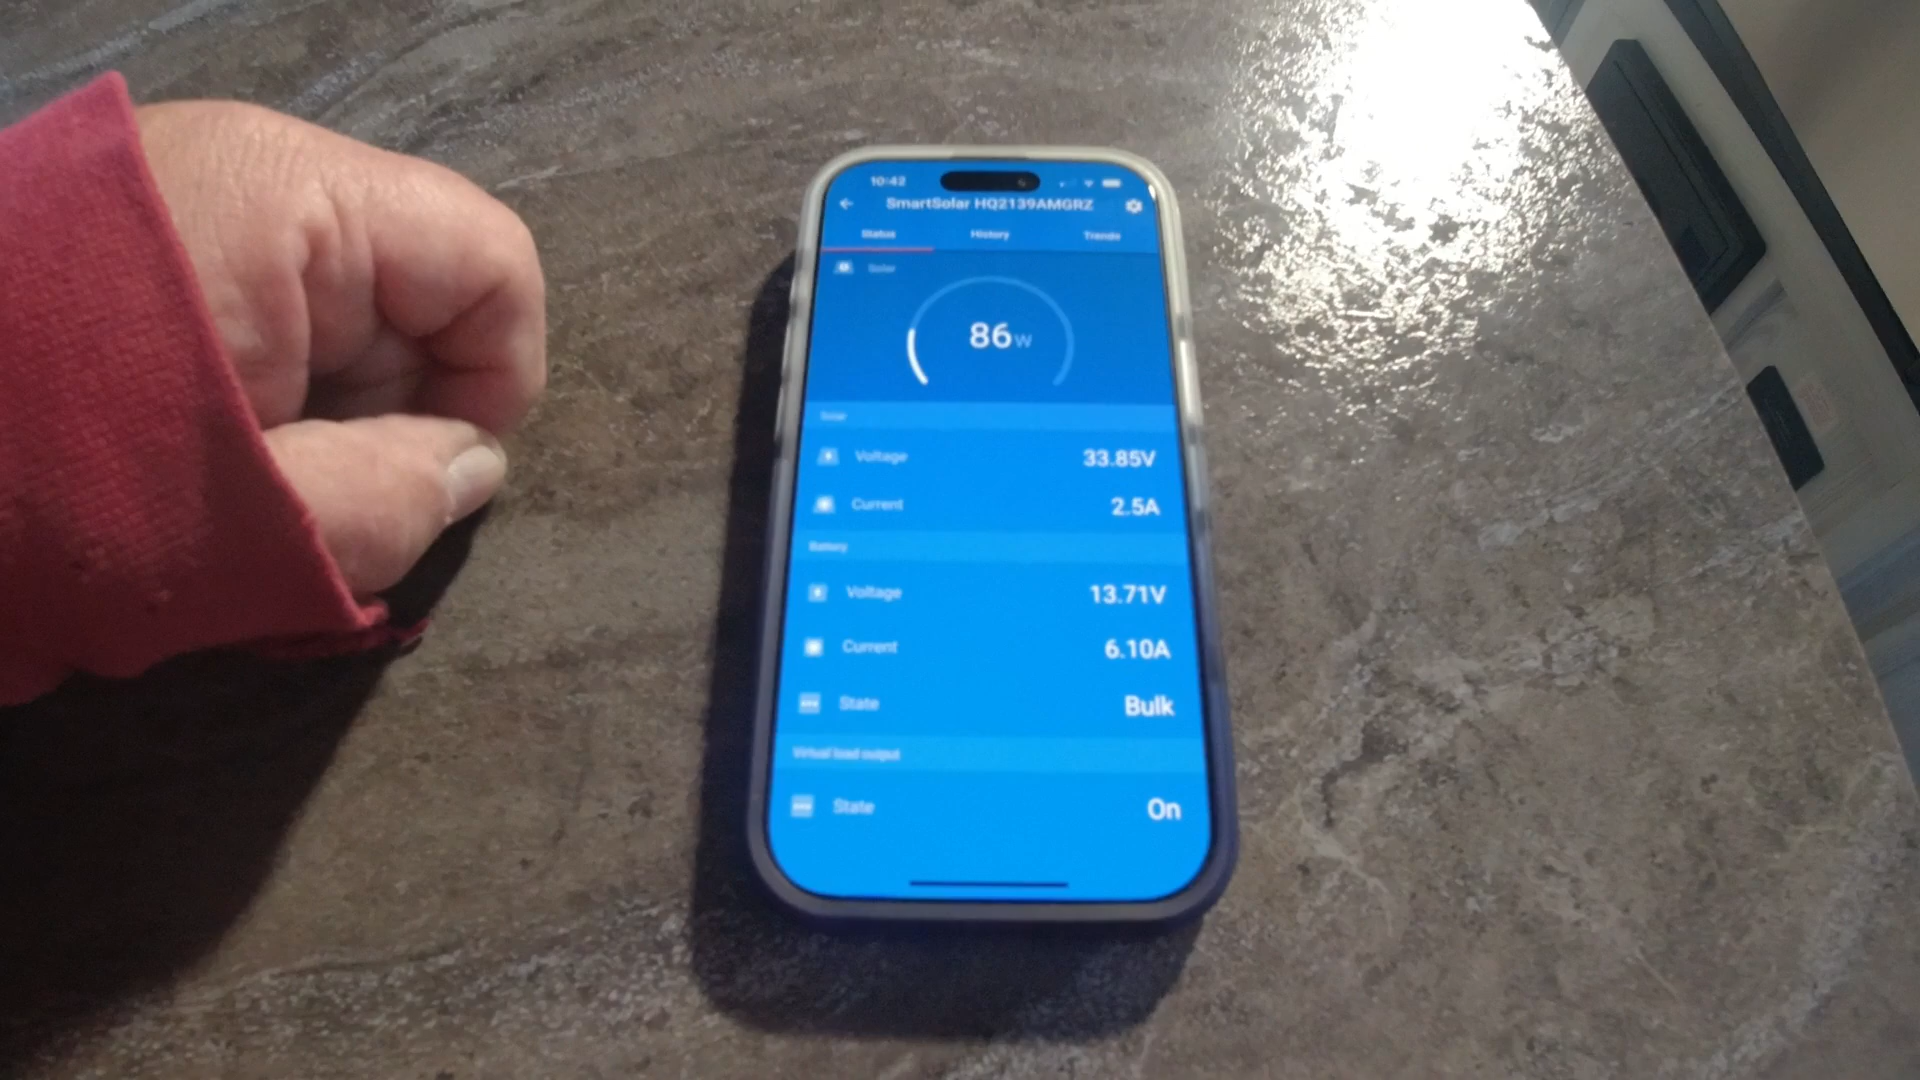 10:42
SmartSolar HQ2139AMGRZ
Status History Trends
Solar
86W
Solar
Voltage 33.85V
Current 2.5A
Battery
Voltage 13.71V
Current 6.10A
State Bulk
Virtual load output
State On